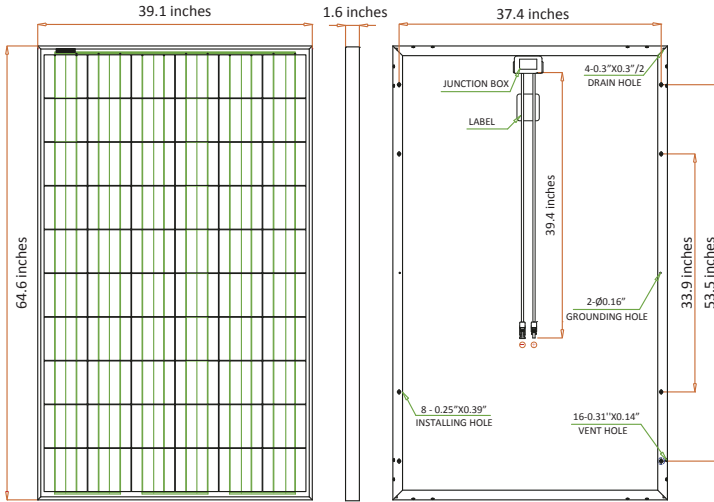 39.1 inches
1.6 inches
37.4 inches
64.6 inches
JUNCTION BOX
LABEL
39.4 inches
4-0.3"X0.3"/2
DRAIN HOLE
33.9 inches
53.5 inches
2-Ø0.16"
GROUNDING HOLE
8 - 0.25"X0.39"
INSTALLING HOLE
16-0.31''X0.14"
VENT HOLE